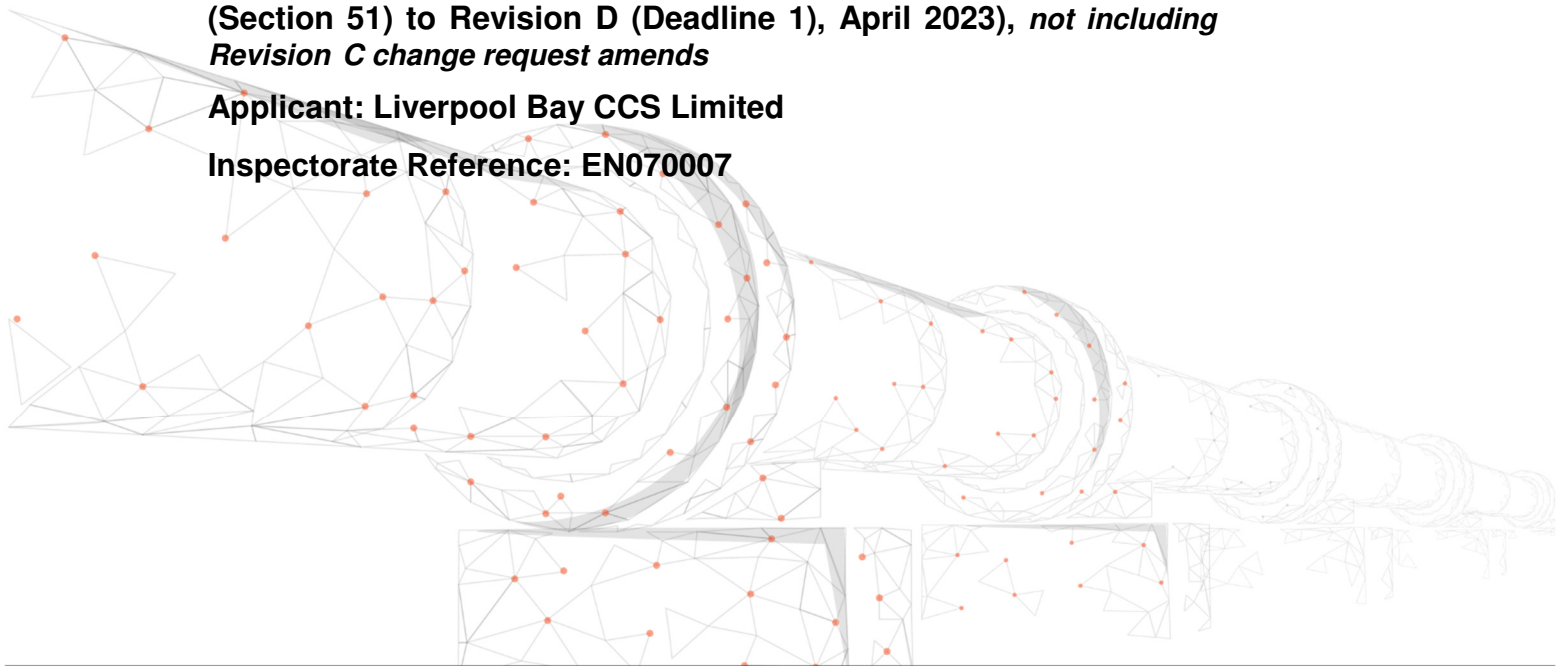 (Section 51) to Revision D (Deadline 1), April 2023), not including
Revision C change request amends
Applicant: Liverpool Bay CCS Limited
Inspectorate Reference: EN070007